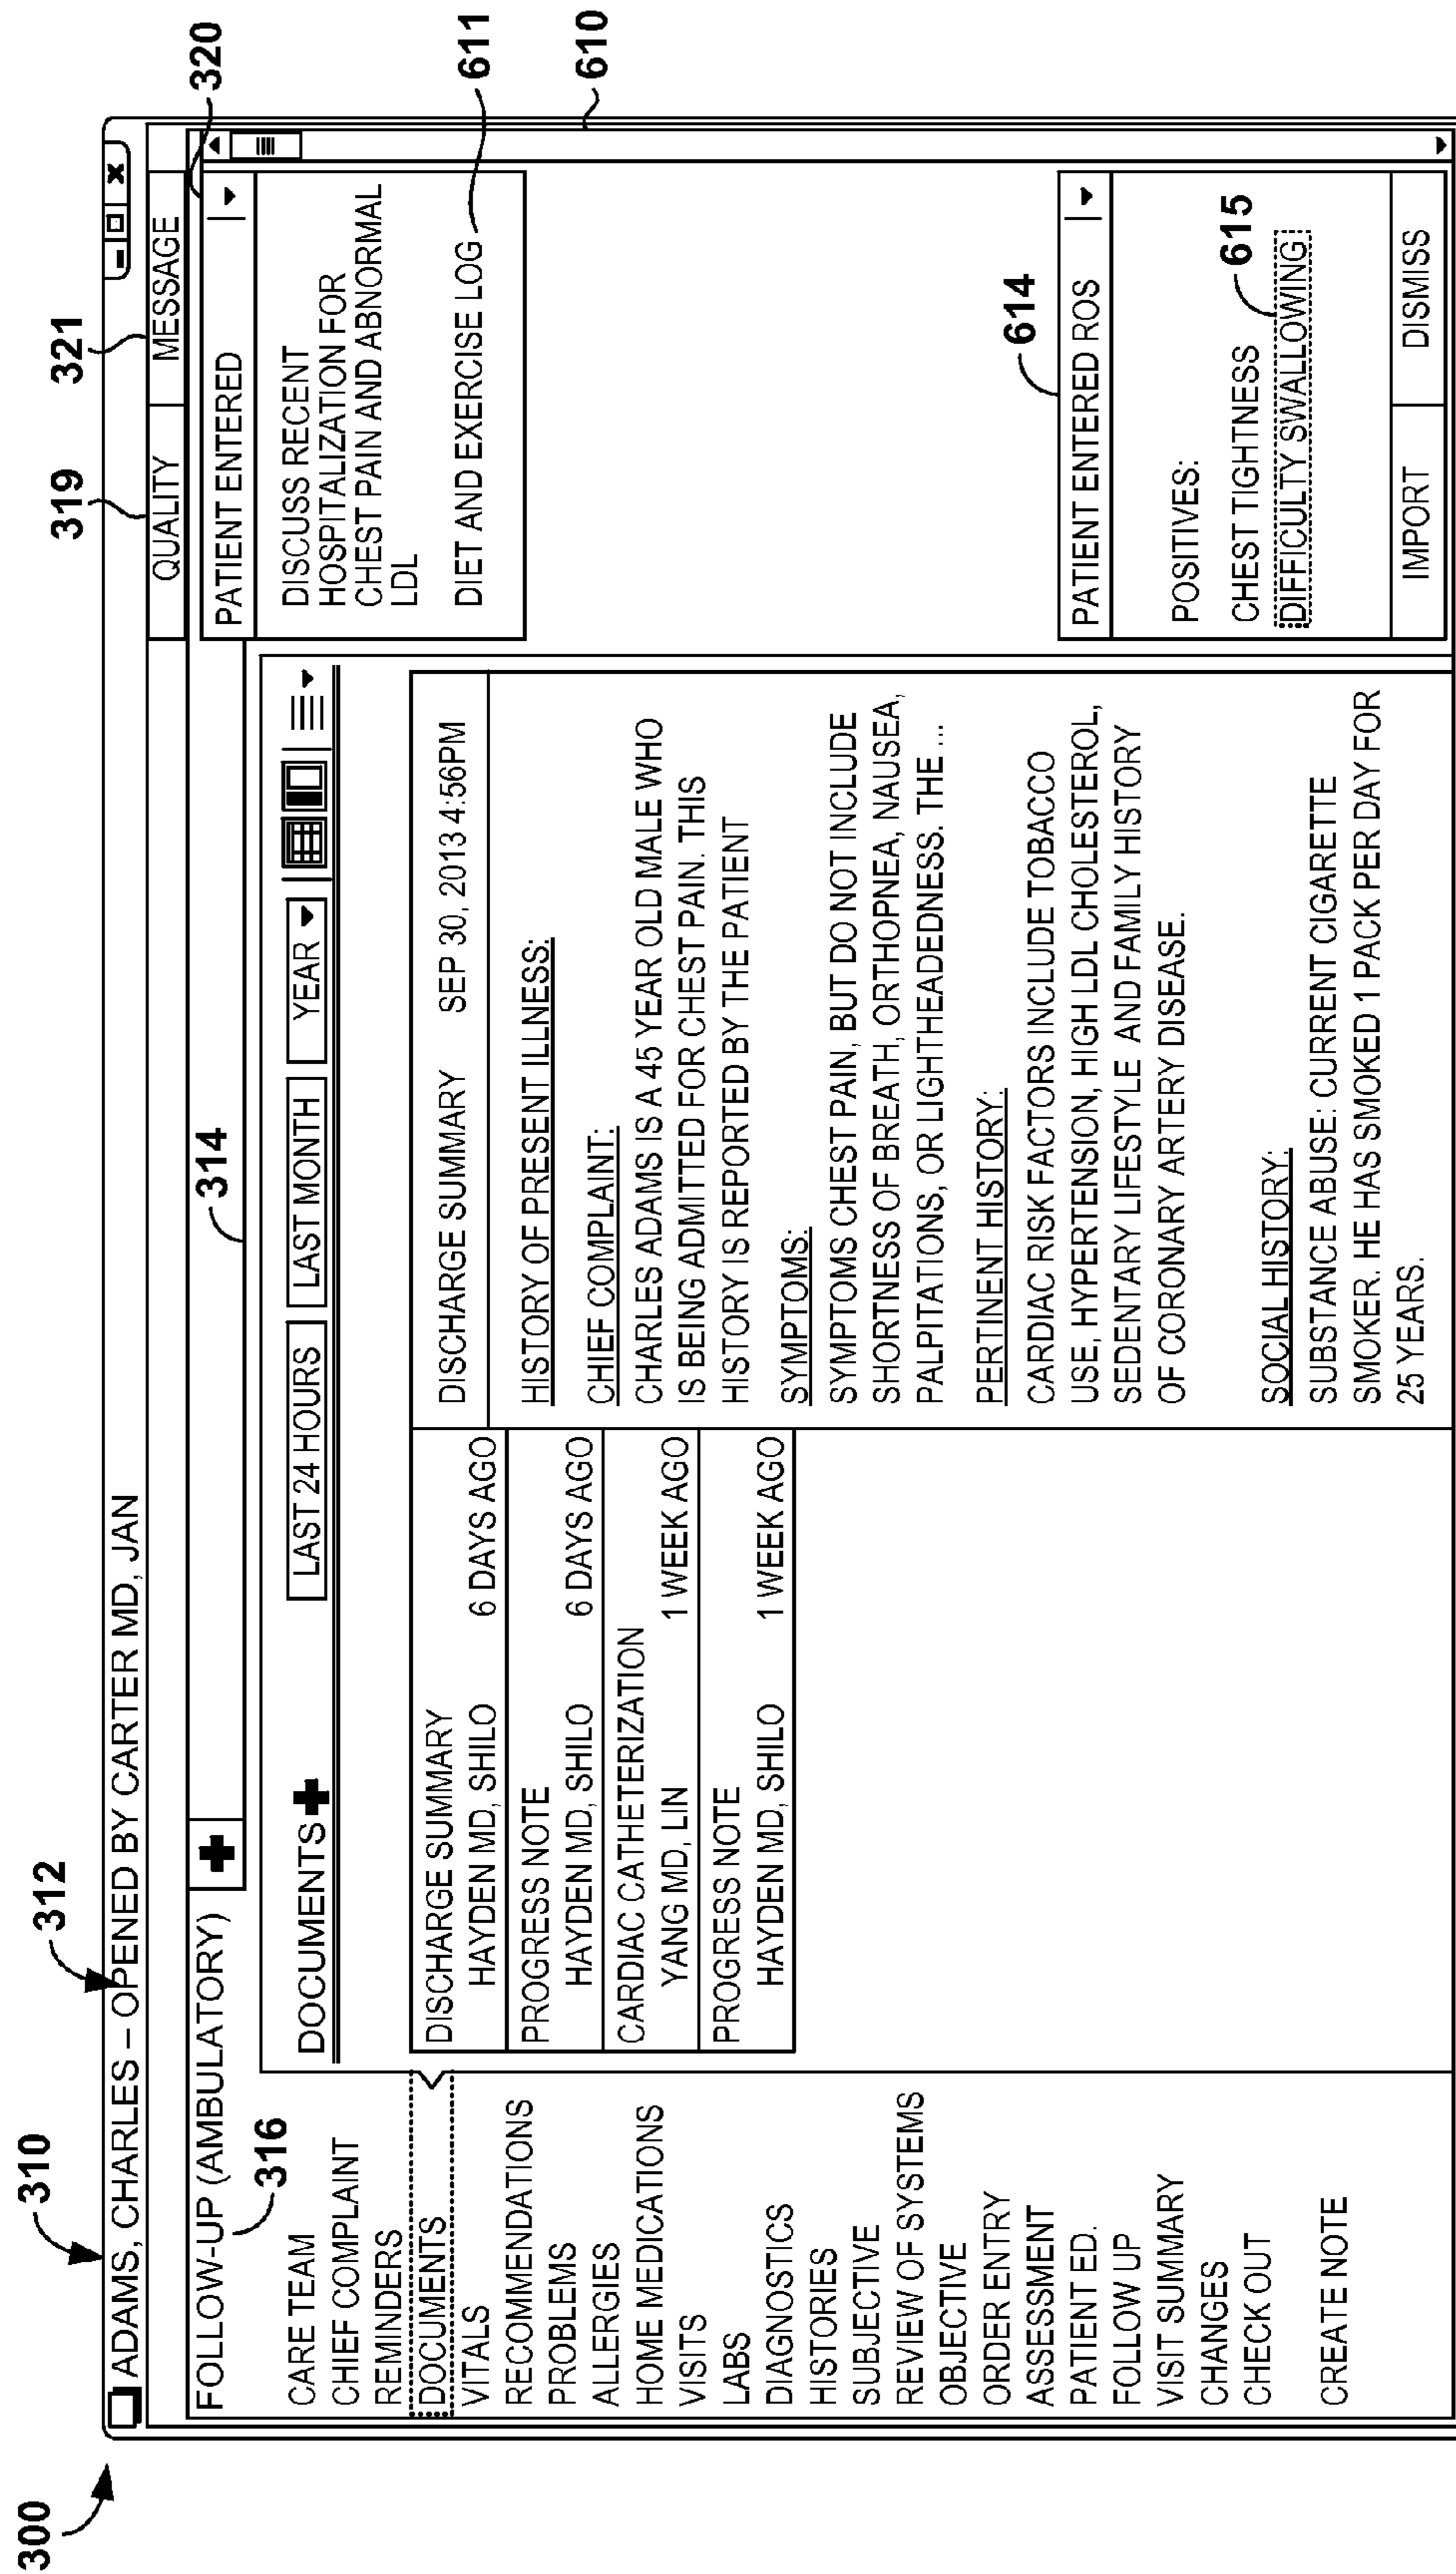 300
310
312
ADAMS, CHARLES – OPENED BY CARTER MD, JAN
319
321
QUALITY
MESSAGE
FOLLOW-UP (AMBULATORY)
316
314
320
CARE TEAM
CHIEF COMPLAINT
REMINDERS
DOCUMENTS
VITALS
RECOMMENDATIONS
PROBLEMS
ALLERGIES
HOME MEDICATIONS
VISITS
LABS
DIAGNOSTICS
HISTORIES
SUBJECTIVE
REVIEW OF SYSTEMS
OBJECTIVE
ORDER ENTRY
ASSESSMENT
PATIENT ED.
FOLLOW UP
VISIT SUMMARY
CHANGES
CHECK OUT
CREATE NOTE
DOCUMENTS
LAST 24 HOURS
LAST MONTH
YEAR
DISCHARGE SUMMARY
HAYDEN MD, SHILO 6 DAYS AGO
PROGRESS NOTE
HAYDEN MD, SHILO 6 DAYS AGO
CARDIAC CATHETERIZATION
YANG MD, LIN 1 WEEK AGO
PROGRESS NOTE
HAYDEN MD, SHILO 1 WEEK AGO
DISCHARGE SUMMARY SEP 30, 2013 4:56PM
HISTORY OF PRESENT ILLNESS:
CHIEF COMPLAINT:
CHARLES ADAMS IS A 45 YEAR OLD MALE WHO
IS BEING ADMITTED FOR CHEST PAIN. THIS
HISTORY IS REPORTED BY THE PATIENT
SYMPTOMS:
SYMPTOMS CHEST PAIN, BUT DO NOT INCLUDE
SHORTNESS OF BREATH, ORTHOPNEA, NAUSEA,
PALPITATIONS, OR LIGHTHEADEDNESS. THE ...
PERTINENT HISTORY:
CARDIAC RISK FACTORS INCLUDE TOBACCO
USE, HYPERTENSION, HIGH LDL CHOLESTEROL,
SEDENTARY LIFESTYLE AND FAMILY HISTORY
OF CORONARY ARTERY DISEASE.
SOCIAL HISTORY:
SUBSTANCE ABUSE: CURRENT CIGARETTE
SMOKER. HE HAS SMOKED 1 PACK PER DAY FOR
25 YEARS.
PATIENT ENTERED
DISCUSS RECENT
HOSPITALIZATION FOR
CHEST PAIN AND ABNORMAL
LDL
DIET AND EXERCISE LOG
611
610
614
PATIENT ENTERED ROS
POSITIVES:
615
CHEST TIGHTNESS
DIFFICULTY SWALLOWING
IMPORT
DISMISS